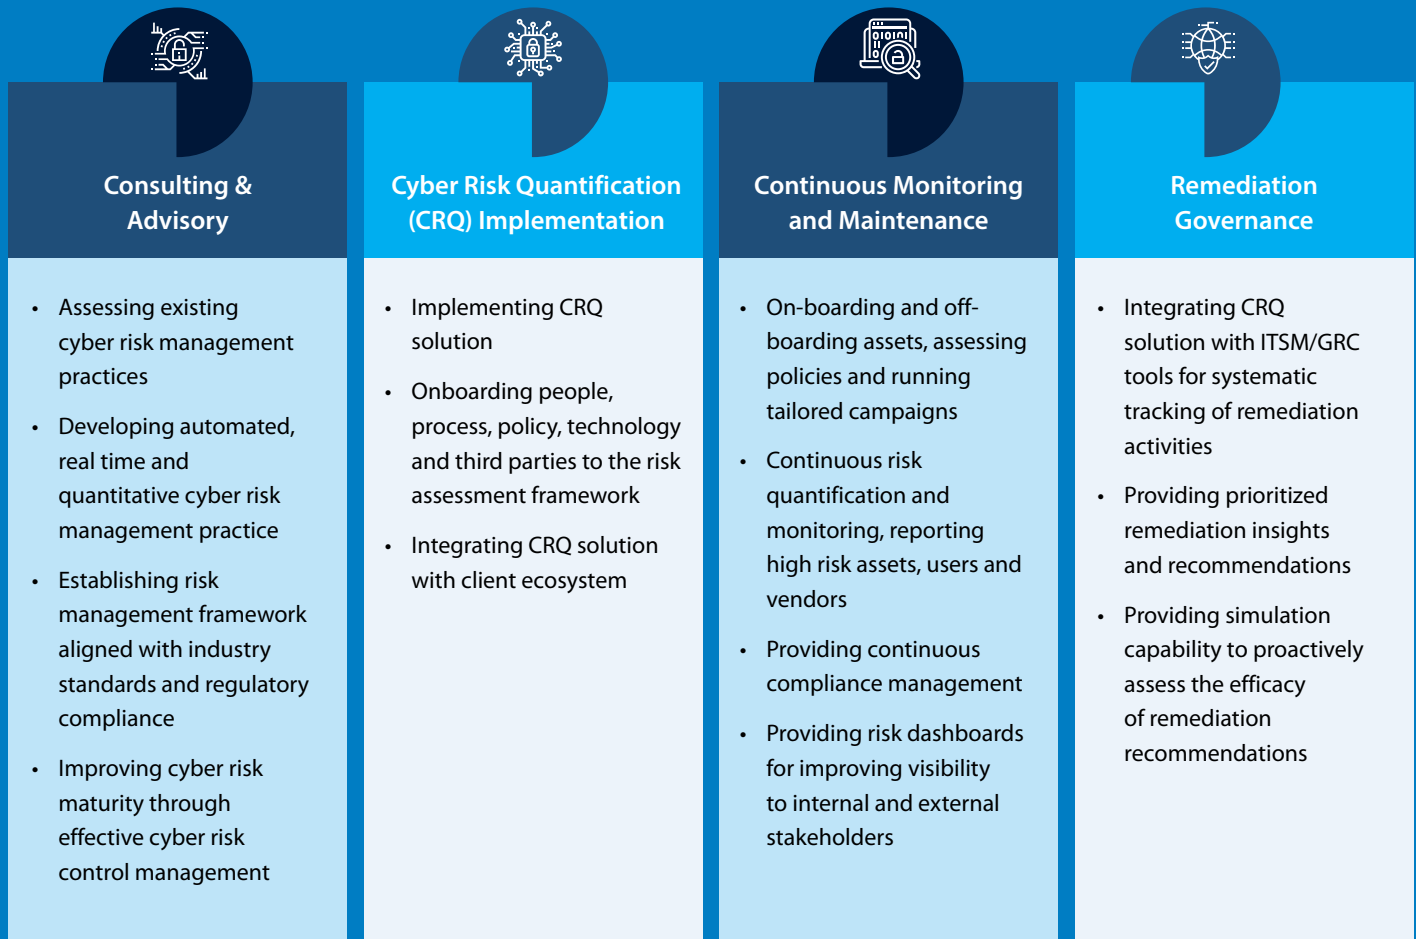 Consulting &
Advisory
• Assessing existing
cyber risk management
practices
• Developing automated,
real time and
quantitative cyber risk
management practice
• Establishing risk
management framework
aligned with industry
standards and regulatory
compliance
• Improving cyber risk
maturity through
effective cyber risk
control management
Cyber Risk Quantification
(CRQ) Implementation
• Implementing CRQ
solution
• Onboarding people,
process, policy, technology
and third parties to the risk
assessment framework
• Integrating CRQ solution
with client ecosystem
Continuous Monitoring
and Maintenance
• On-boarding and off-
boarding assets, assessing
policies and running
tailored campaigns
• Continuous risk
quantification and
monitoring, reporting
high risk assets, users and
vendors
• Providing continuous
compliance management
• Providing risk dashboards
for improving visibility
to internal and external
stakeholders
Remediation
Governance
• Integrating CRQ
solution with ITSM/GRC
tools for systematic
tracking of remediation
activities
• Providing prioritized
remediation insights
and recommendations
• Providing simulation
capability to proactively
assess the efficacy
of remediation
recommendations